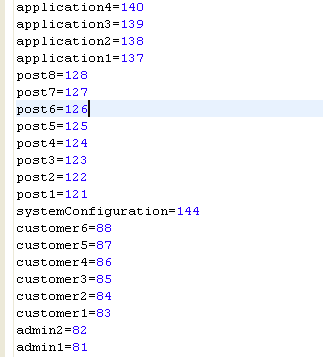 application4=140
application3=139
application2=138
application1=137
post8=128
post7=127
post6=126
post5=125
post4=124
post3=123
post2=122
post1=121
systemConfiguration=144
customer6=88
customer5=87
customer4=86
customer3=85
customer2=84
customer1=83
admin2=82
admin1=81